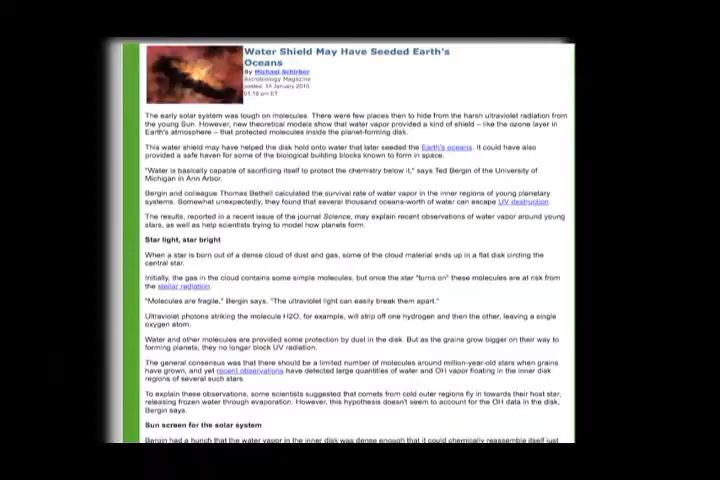 Water Shield May Have Seeded Earth's
Oceans
By Michael Schirber
Astrobiology Magazine
posted: 14 January 2010
01:16 pm ET
The early solar system was tough on molecules. There were few places then to hide from the harsh ultraviolet radiation from
the young Sun. However, new theoretical models show that water vapor provided a kind of shield – like the ozone layer in
Earth's atmosphere – that protected molecules inside the planet-forming disk.
This water shield may have helped the disk hold onto water that later seeded the Earth's oceans. It could have also
provided a safe haven for some of the biological building blocks known to form in space.
"Water is basically capable of sacrificing itself to protect the chemistry below it," says Ted Bergin of the University of
Michigan in Ann Arbor.
Bergin and colleague Thomas Bethell calculated the survival rate of water vapor in the inner regions of young planetary
systems. Somewhat unexpectedly, they found that several thousand oceans-worth of water can escape UV destruction.
The results, reported in a recent issue of the journal Science, may explain recent observations of water vapor around young
stars, as well as help scientists trying to model how planets form.
Star light, star bright
When a star is born out of a dense cloud of dust and gas, some of the cloud material ends up in a flat disk circling the
central star.
Initially, the gas in the cloud contains some simple molecules, but once the star "turns on" these molecules are at risk from
the stellar radiation.
"Molecules are fragile," Bergin says. "The ultraviolet light can easily break them apart."
Ultraviolet photons striking the molecule H2O, for example, will strip off one hydrogen and then the other, leaving a single
oxygen atom.
Water and other molecules are provided some protection by dust in the disk. But as the grains grow bigger on their way to
forming planets, they no longer block UV radiation.
The general consensus was that there should be a limited number of molecules around million-year-old stars when grains
have grown, and yet recent observations have detected large quantities of water and OH vapor floating in the inner disk
regions of several such stars.
To explain these observations, some scientists suggested that comets from cold outer regions fly in towards their host star,
releasing frozen water through evaporation. However, this hypothesis doesn't seem to account for the OH data in the disk,
Bergin says.
Sun screen for the solar system
Bergin had a hunch that the water vapor in the inner disk was dense enough that it could chemically reassemble itself just